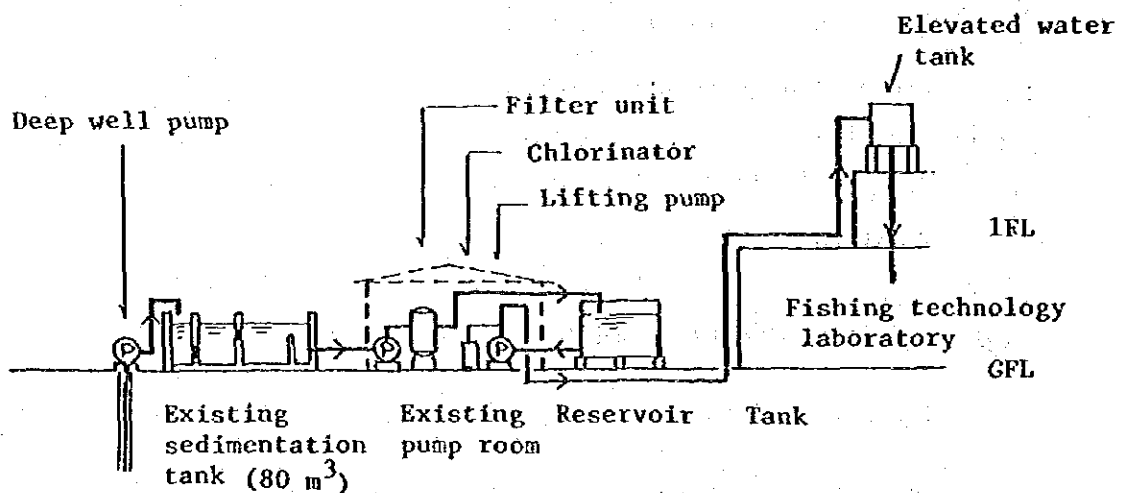 Elevated water
tank
Filter unit
Deep well pump
Chlorinator
Lifting pump
1FL
Fishing technology
laboratory
GFL
P
P
P
Existing
sedimentation
tank (80 m³)
Existing
pump room
Reservoir Tank